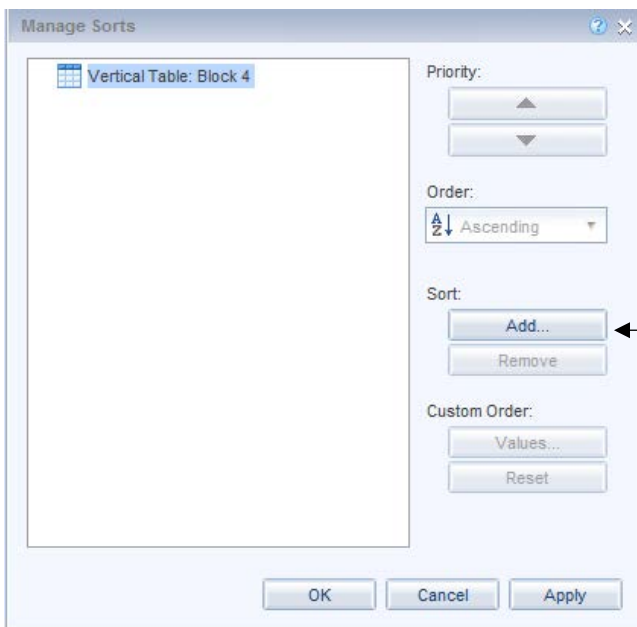 Manage Sorts
Vertical Table: Block 4
Priority:
Order:
A
Z
Ascending
Sort:
Add...
Remove
Custom Order:
Values...
Reset
OK
Cancel
Apply